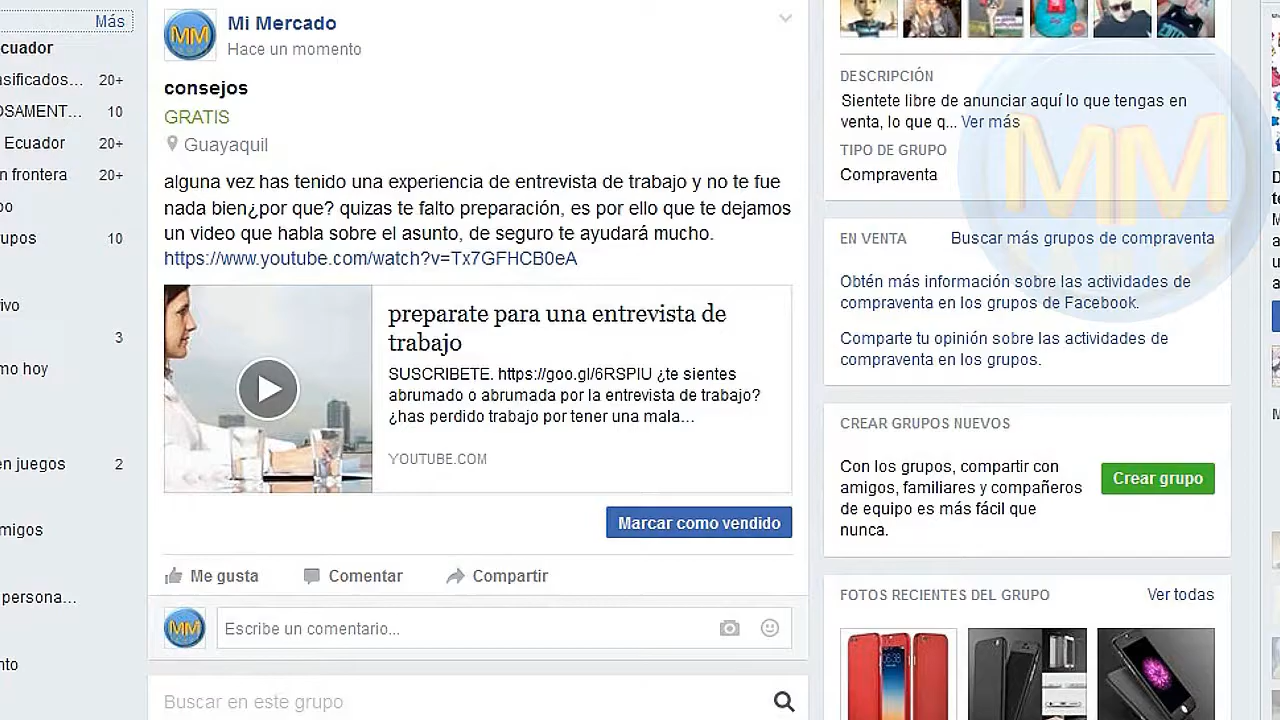 Más
cuador
asificados... 20+
OSAMENT... 10
Ecuador 20+
n frontera 20+
po
upos 10
ivo
3
mo hoy
en juegos 2
migos
persona...
nto
MM
Mi Mercado
Hace un momento
consejos
GRATIS
Guayaquil
alguna vez has tenido una experiencia de entrevista de trabajo y no te fue
nada bien¿por que? quizas te falto preparación, es por ello que te dejamos
un video que habla sobre el asunto, de seguro te ayudará mucho.
https://www.youtube.com/watch?v=Tx7GFHCB0eA
preparate para una entrevista de
trabajo
SUSCRIBETE. https://goo.gl/6RSPIU ¿te sientes
abrumado o abrumada por la entrevista de trabajo?
¿has perdido trabajo por tener una mala...
YOUTUBE.COM
Marcar como vendido
Me gusta Comentar Compartir
MM
Escribe un comentario...
Buscar en este grupo
DESCRIPCIÓN
Sientete libre de anunciar aquí lo que tengas en
venta, lo que q... Ver más
TIPO DE GRUPO
Compraventa
MM
EN VENTA Buscar más grupos de compraventa
Obtén más información sobre las actividades de
compraventa en los grupos de Facebook.
Comparte tu opinión sobre las actividades de
compraventa en los grupos.
CREAR GRUPOS NUEVOS
Con los grupos, compartir con
amigos, familiares y compañeros
de equipo es más fácil que
nunca.
Crear grupo
FOTOS RECIENTES DEL GRUPO Ver todas